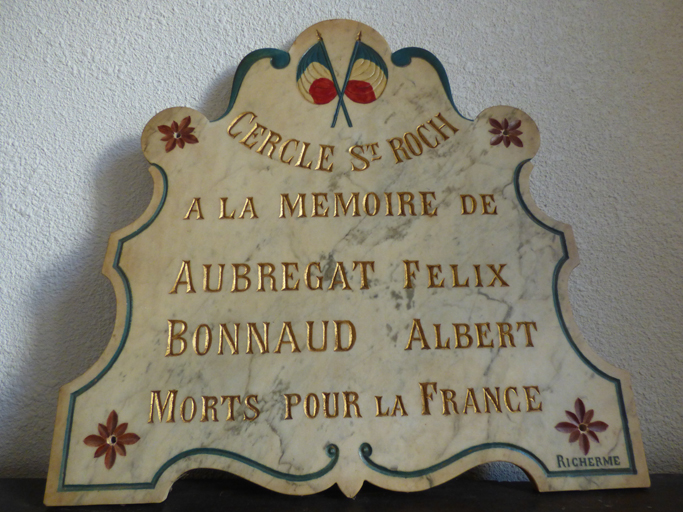 CERCLE ST ROCH
A LA MEMOIRE DE
AUBREGAT FELIX
BONNAUD ALBERT
MORTS POUR LA FRANCE
RICHERME